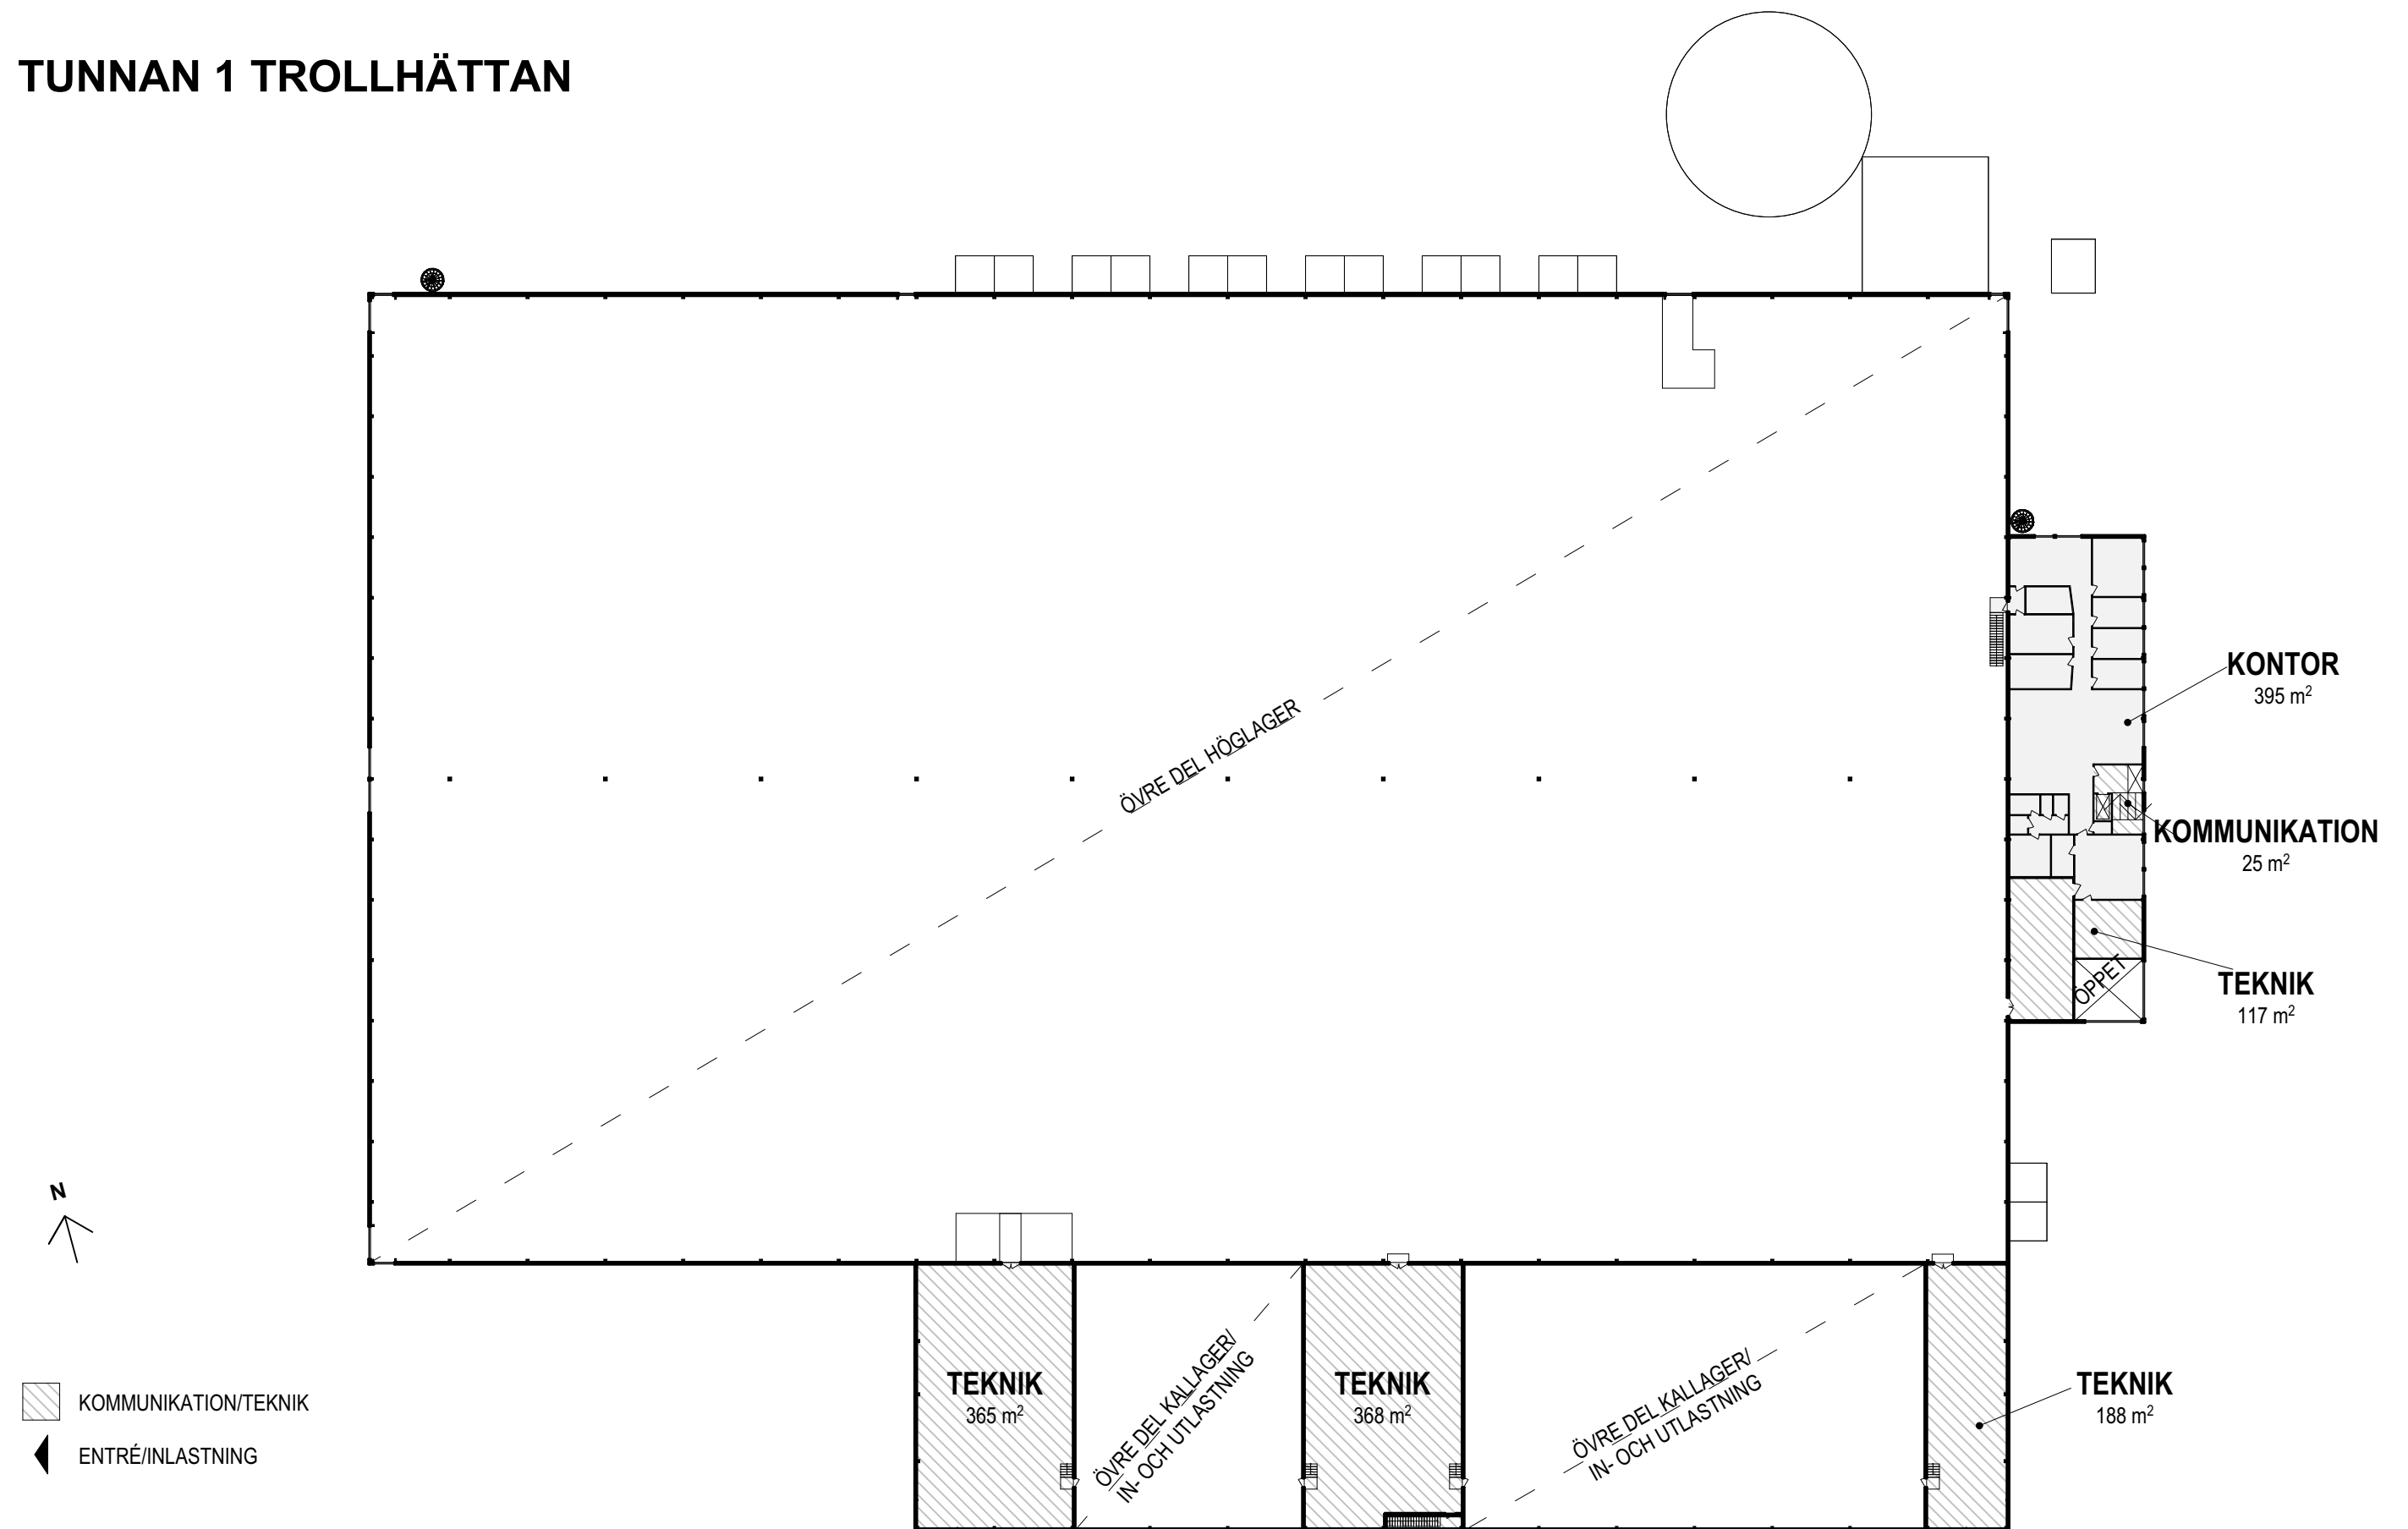 TUNNAN 1 TROLLHÄTTAN
ÖVRE DEL HÖGLAGER
KONTOR
395 m²
KOMMUNIKATION
25 m²
ÖPPET
TEKNIK
117 m²
N
TEKNIK
365 m²
ÖVRE DEL KALLAGER/
IN- OCH UTLASTNING
TEKNIK
368 m²
ÖVRE DEL KALLAGER/
IN- OCH UTLASTNING
TEKNIK
188 m²
KOMMUNIKATION/TEKNIK
ENTRÉ/INLASTNING